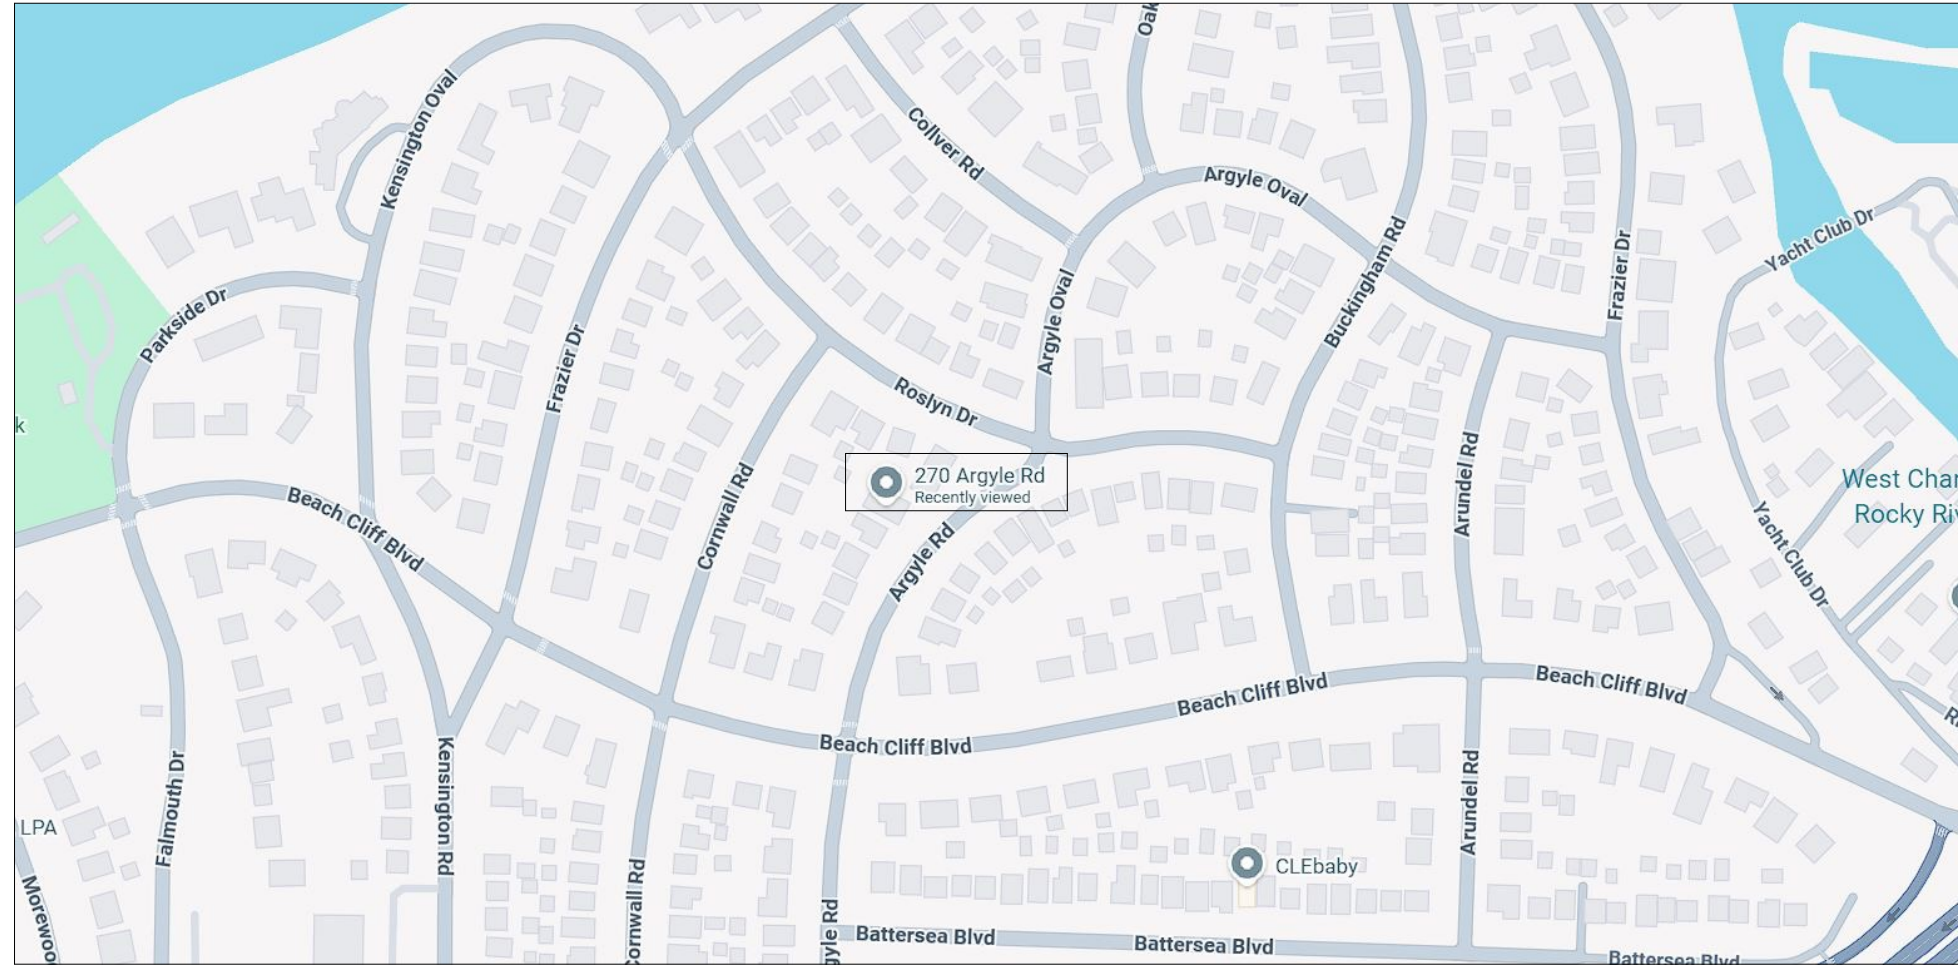 Oak
Kensington Oval
Collver Rd
Argyle Oval
Yacht Club Dr
Buckingham Rd
Frazier Dr
Parkside Dr
Argyle Oval
Frazier Dr
Roslyn Dr
k
270 Argyle Rd
Recently viewed
Cornwall Rd
Arundel Rd
West Char
Rocky Riv
Beach Cliff Blvd
Argyle Rd
Yacht Club Dr
Beach Cliff Blvd
Beach Cliff Blvd
R
Beach Cliff Blvd
Kensington Rd
Falmouth Dr
Arundel Rd
LPA
CLEbaby
Morewoo
Cornwall Rd
gyle Rd
Battersea Blvd
Battersea Blvd
Battersea Blvd